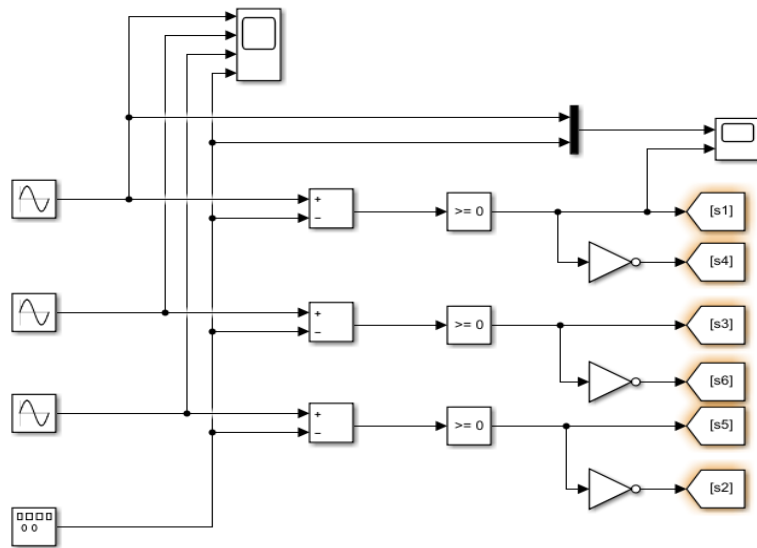 +
−
>= 0
[s1]
[s4]
+
−
>= 0
[s3]
[s6]
+
−
>= 0
[s5]
[s2]